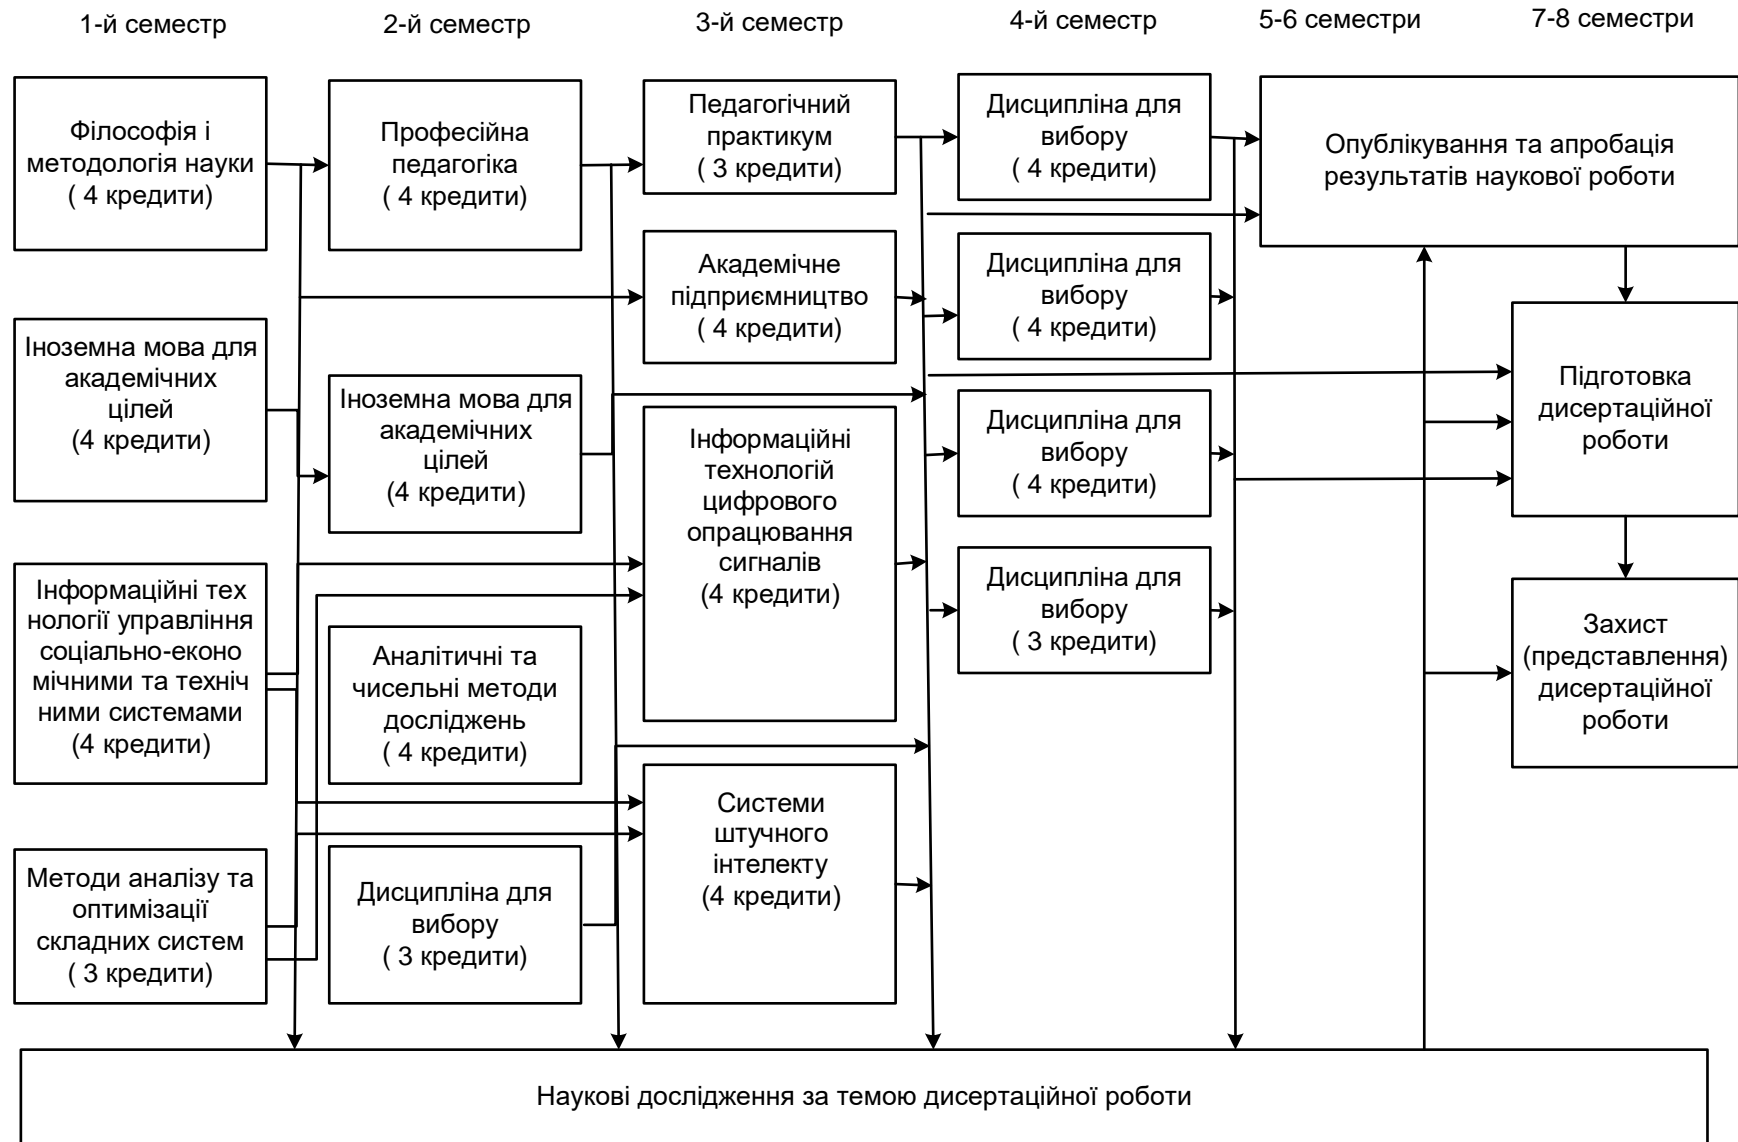 1-й семестр
2-й семестр
3-й семестр
4-й семестр
5-6 семестри
7-8 семестри
Філософія і
методологія науки
( 4 кредити)
Іноземна мова для
академічних
цілей
(4 кредити)
Інформаційні тех
нології управління
соціально-еконо
мічними та техніч
ними системами
(4 кредити)
Методи аналізу та
оптимізації
складних систем
( 3 кредити)
Професійна
педагогіка
( 4 кредити)
Іноземна мова для
академічних
цілей
(4 кредити)
Аналітичні та
чисельні методи
досліджень
( 4 кредити)
Дисципліна для
вибору
( 3 кредити)
Педагогічний
практикум
( 3 кредити)
Академічне
підприємництво
( 4 кредити)
Інформаційні
технологій
цифрового
опрацювання
сигналів
(4 кредити)
Системи
штучного
інтелекту
(4 кредити)
Дисципліна для
вибору
( 4 кредити)
Дисципліна для
вибору
( 4 кредити)
Дисципліна для
вибору
( 4 кредити)
Дисципліна для
вибору
( 3 кредити)
Опублікування та апробація
результатів наукової роботи
Підготовка
дисертаційної
роботи
Захист
(представлення)
дисертаційної
роботи
Наукові дослідження за темою дисертаційної роботи